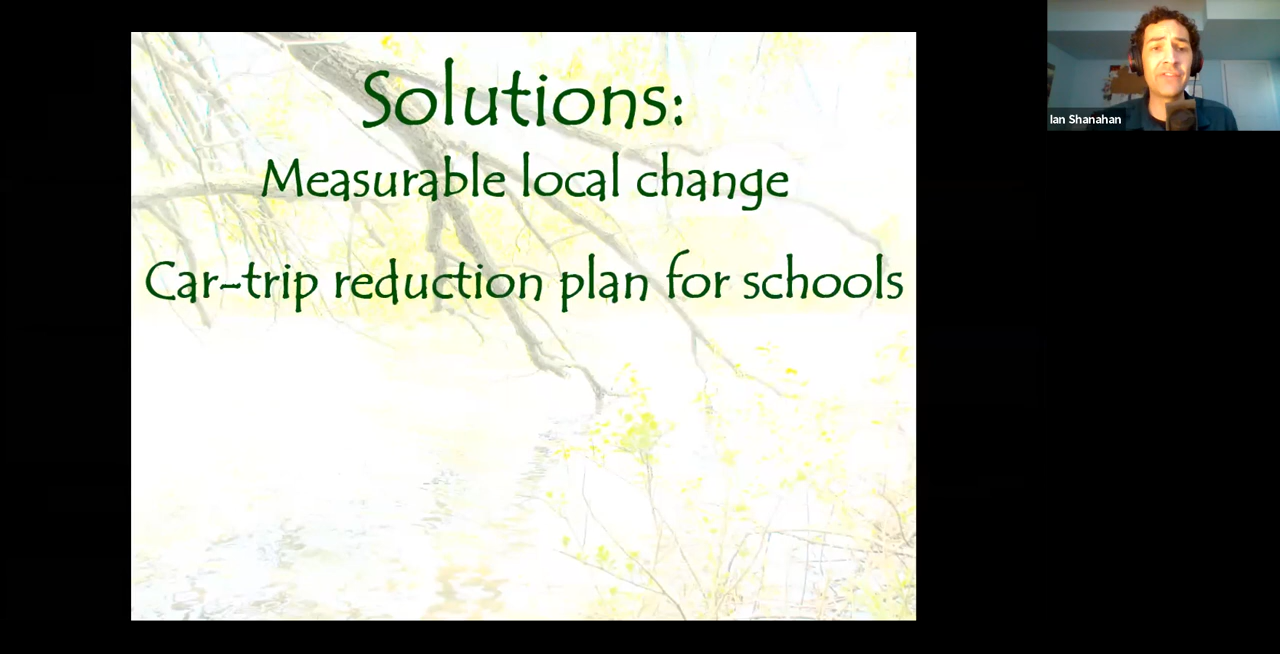 Solutions:
Measurable local change
Car-trip reduction plan for schools
Ian Shanahan